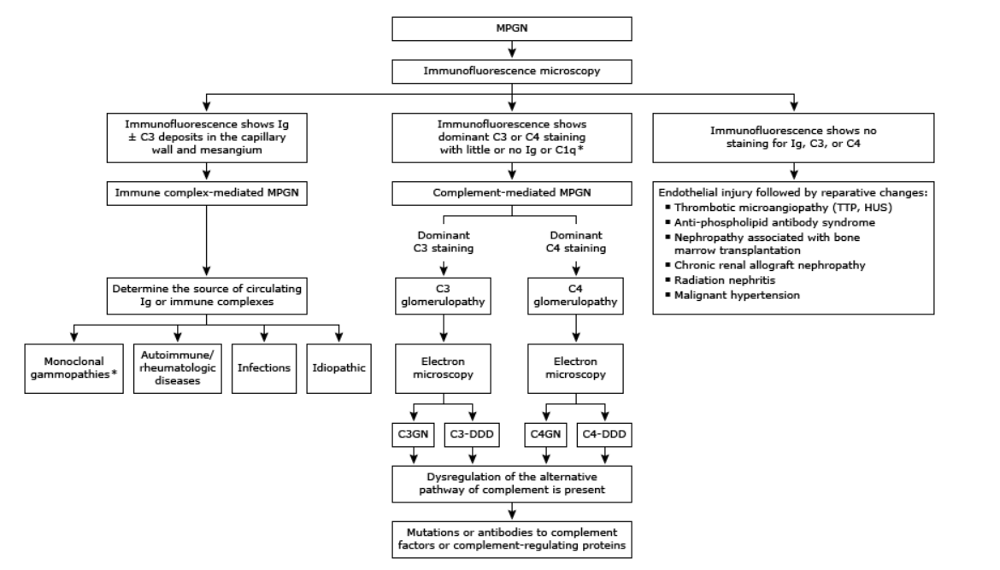 MPGN
Immunofluorescence microscopy
Immunofluorescence shows Ig
± C3 deposits in the capillary
wall and mesangium
Immunofluorescence shows
dominant C3 or C4 staining
with little or no Ig or C1q*
Immunofluorescence shows no
staining for Ig, C3, or C4
Immune complex-mediated MPGN
Complement-mediated MPGN
Endothelial injury followed by reparative changes:
▪ Thrombotic microangiopathy (TTP, HUS)
▪ Anti-phospholipid antibody syndrome
▪ Nephropathy associated with bone
marrow transplantation
▪ Chronic renal allograft nephropathy
▪ Radiation nephritis
▪ Malignant hypertension
Dominant
C3 staining
Dominant
C4 staining
Determine the source of circulating
Ig or immune complexes
C3
glomerulopathy
C4
glomerulopathy
Monoclonal
gammopathies*
Autoimmune/
rheumatologic
diseases
Infections
Idiopathic
Electron
microscopy
Electron
microscopy
C3GN
C3-DDD
C4GN
C4-DDD
Dysregulation of the alternative
pathway of complement is present
Mutations or antibodies to complement
factors or complement-regulating proteins